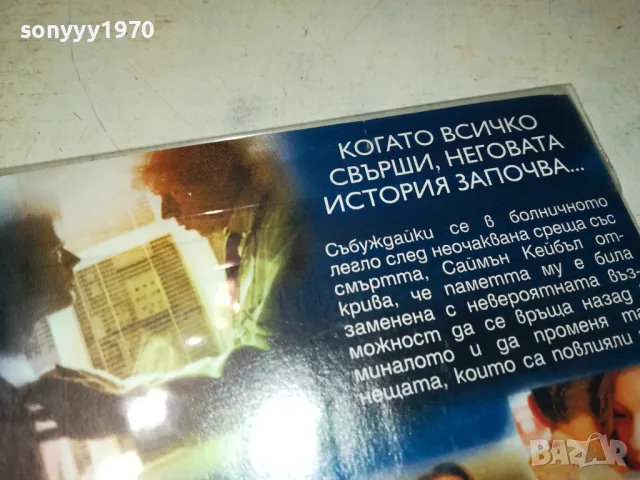 sonyyy1970
КОГАТО ВСИЧКО
СВЪРШИ, НЕГОВАТА
ИСТОРИЯ ЗАПОЧВА...
Събуждайки се в болничното
легло след неочаквана среща със
смъртта, Саймън Кейбъл от-
крива, че паметта му е била
заменена с невероятната въз-
можност да се връща назад
миналото и да променя
нещата, които са повлияли
BAZAR
bg